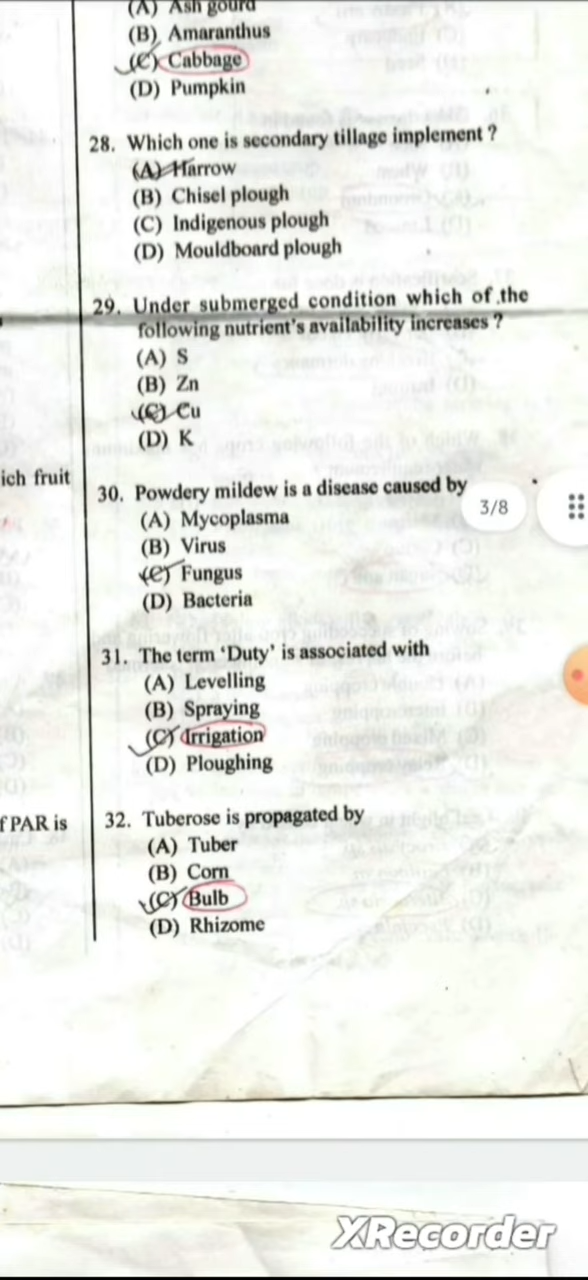 (A) Ash gourd
(B) Amaranthus
(C) Cabbage
(D) Pumpkin
28. Which one is secondary tillage implement ?
(A) Harrow
(B) Chisel plough
(C) Indigenous plough
(D) Mouldboard plough
29. Under submerged condition which of the
following nutrient's availability increases ?
(A) S
(B) Zn
(C) Cu
(D) K
ich fruit
30. Powdery mildew is a disease caused by
3/8
(A) Mycoplasma
(B) Virus
(C) Fungus
(D) Bacteria
31. The term 'Duty' is associated with
(A) Levelling
(B) Spraying
(C) Irrigation
(D) Ploughing
f PAR is
32. Tuberose is propagated by
(A) Tuber
(B) Corn
(C) Bulb
(D) Rhizome
XRecorder